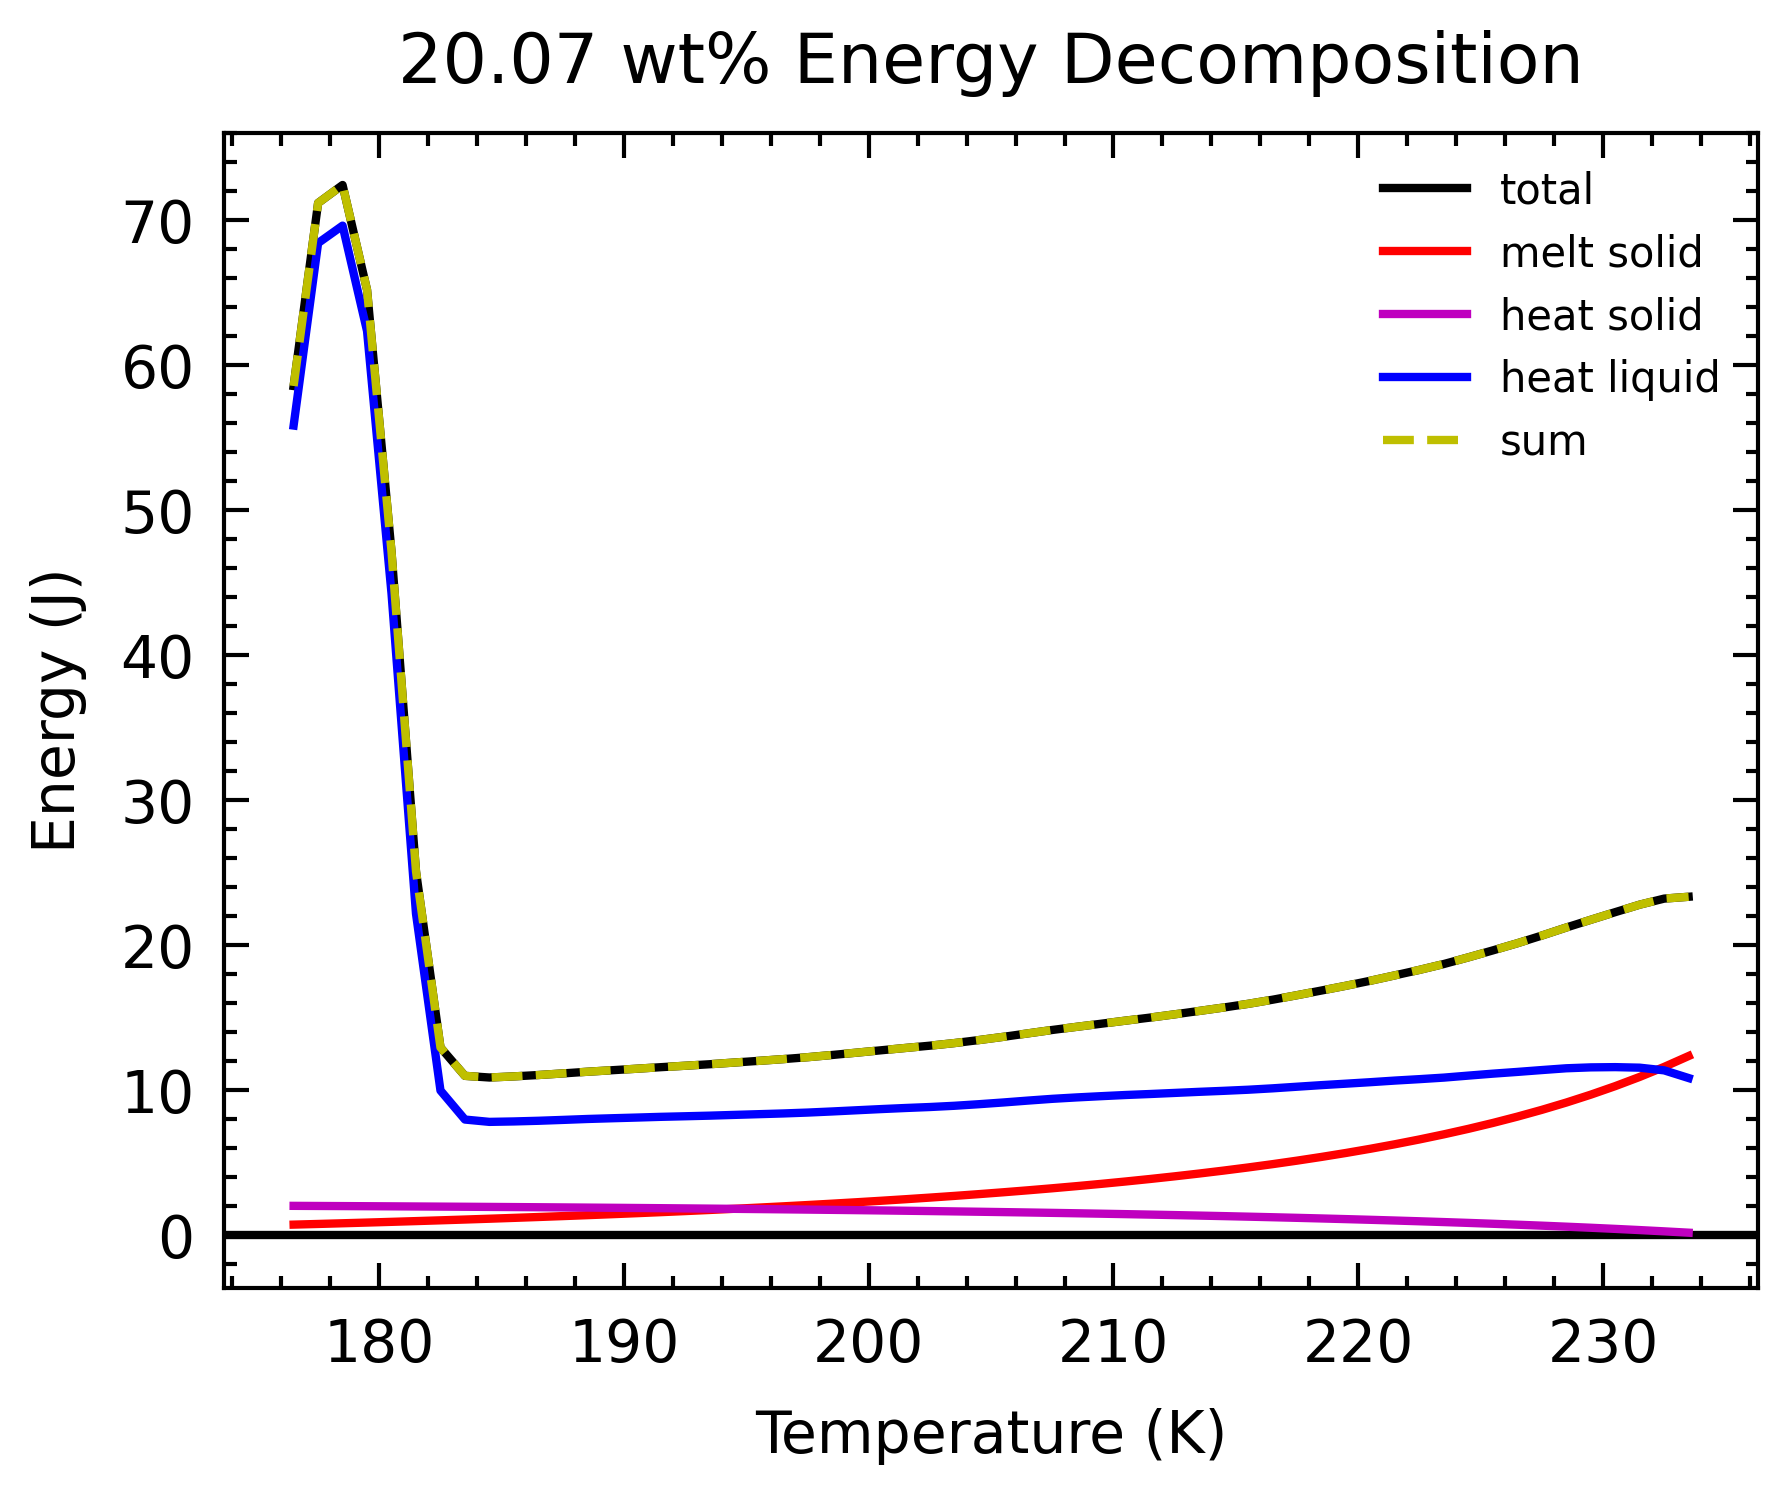 20.07 wt% Energy Decomposition
total
melt solid
heat solid
heat liquid
sum
70
60
50
40
30
20
10
0
Energy (J)
180 190 200 210 220 230
Temperature (K)